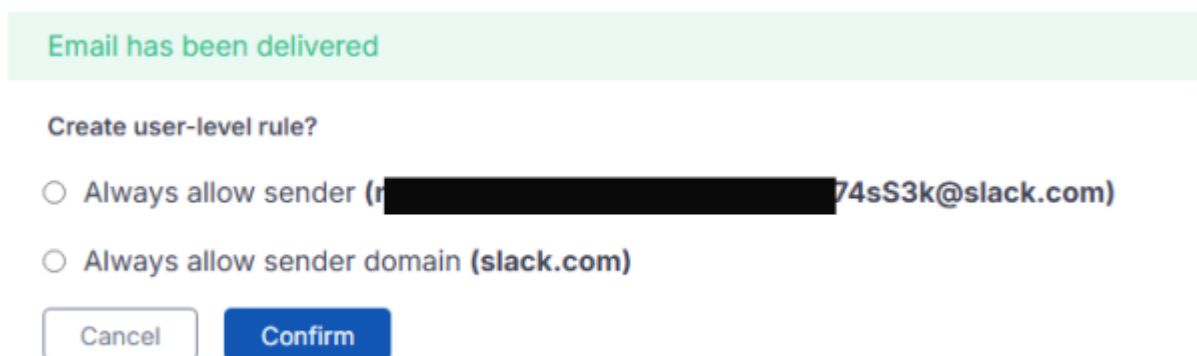 Email has been delivered
Create user-level rule?
Always allow sender (r 74sS3k@slack.com)
Always allow sender domain (slack.com)
Cancel
Confirm